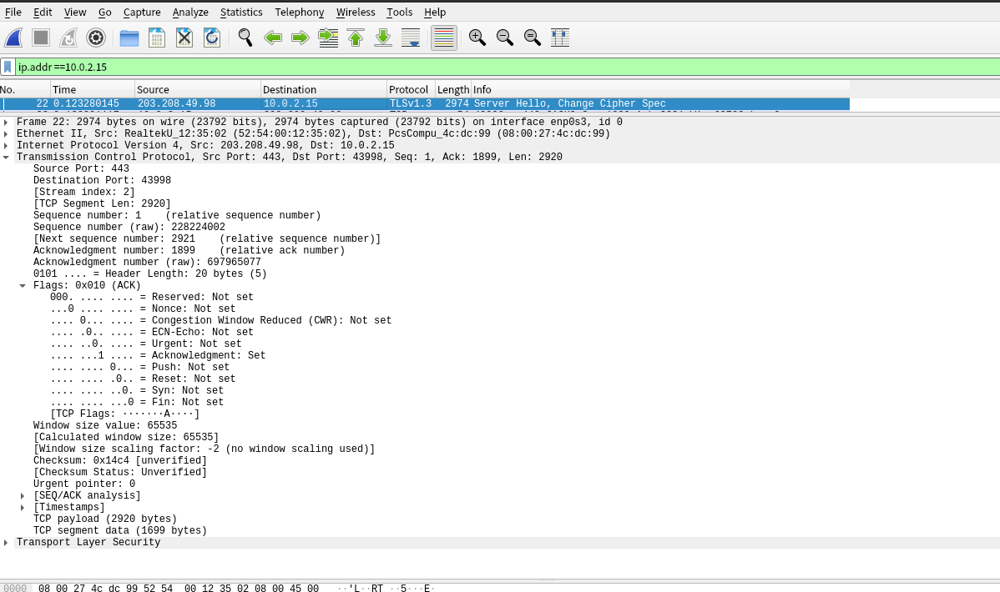 File Edit View Go Capture Analyze Statistics Telephony Wireless Tools Help
ip.addr ==10.0.2.15
No. Time Source Destination Protocol Length Info
22 0.123280145 203.208.49.98 10.0.2.15 TLSv1.3 2974 Server Hello, Change Cipher Spec
Frame 22: 2974 bytes on wire (23792 bits), 2974 bytes captured (23792 bits) on interface enp0s3, id 0
Ethernet II, Src: RealtekU_12:35:02 (52:54:00:12:35:02), Dst: PcsCompu_4c:dc:99 (08:00:27:4c:dc:99)
Internet Protocol Version 4, Src: 203.208.49.98, Dst: 10.0.2.15
Transmission Control Protocol, Src Port: 443, Dst Port: 43998, Seq: 1, Ack: 1899, Len: 2920
Source Port: 443
Destination Port: 43998
[Stream index: 2]
[TCP Segment Len: 2920]
Sequence number: 1    (relative sequence number)
Sequence number (raw): 228224002
[Next sequence number: 2921    (relative sequence number)]
Acknowledgment number: 1899    (relative ack number)
Acknowledgment number (raw): 697965077
0101 .... = Header Length: 20 bytes (5)
Flags: 0x010 (ACK)
000. .... .... = Reserved: Not set
...0 .... .... = Nonce: Not set
.... 0... .... = Congestion Window Reduced (CWR): Not set
.... .0.. .... = ECN-Echo: Not set
.... ..0. .... = Urgent: Not set
.... ...1 .... = Acknowledgment: Set
.... .... 0... = Push: Not set
.... .... .0.. = Reset: Not set
.... .... ..0. = Syn: Not set
.... .... ...0 = Fin: Not set
[TCP Flags: ·······A····]
Window size value: 65535
[Calculated window size: 65535]
[Window size scaling factor: -2 (no window scaling used)]
Checksum: 0x14c4 [unverified]
[Checksum Status: Unverified]
Urgent pointer: 0
[SEQ/ACK analysis]
[Timestamps]
TCP payload (2920 bytes)
TCP segment data (1699 bytes)
Transport Layer Security
0000 08 00 27 4c dc 99 52 54 00 12 35 02 08 00 45 00 ··'L··RT ··5···E·